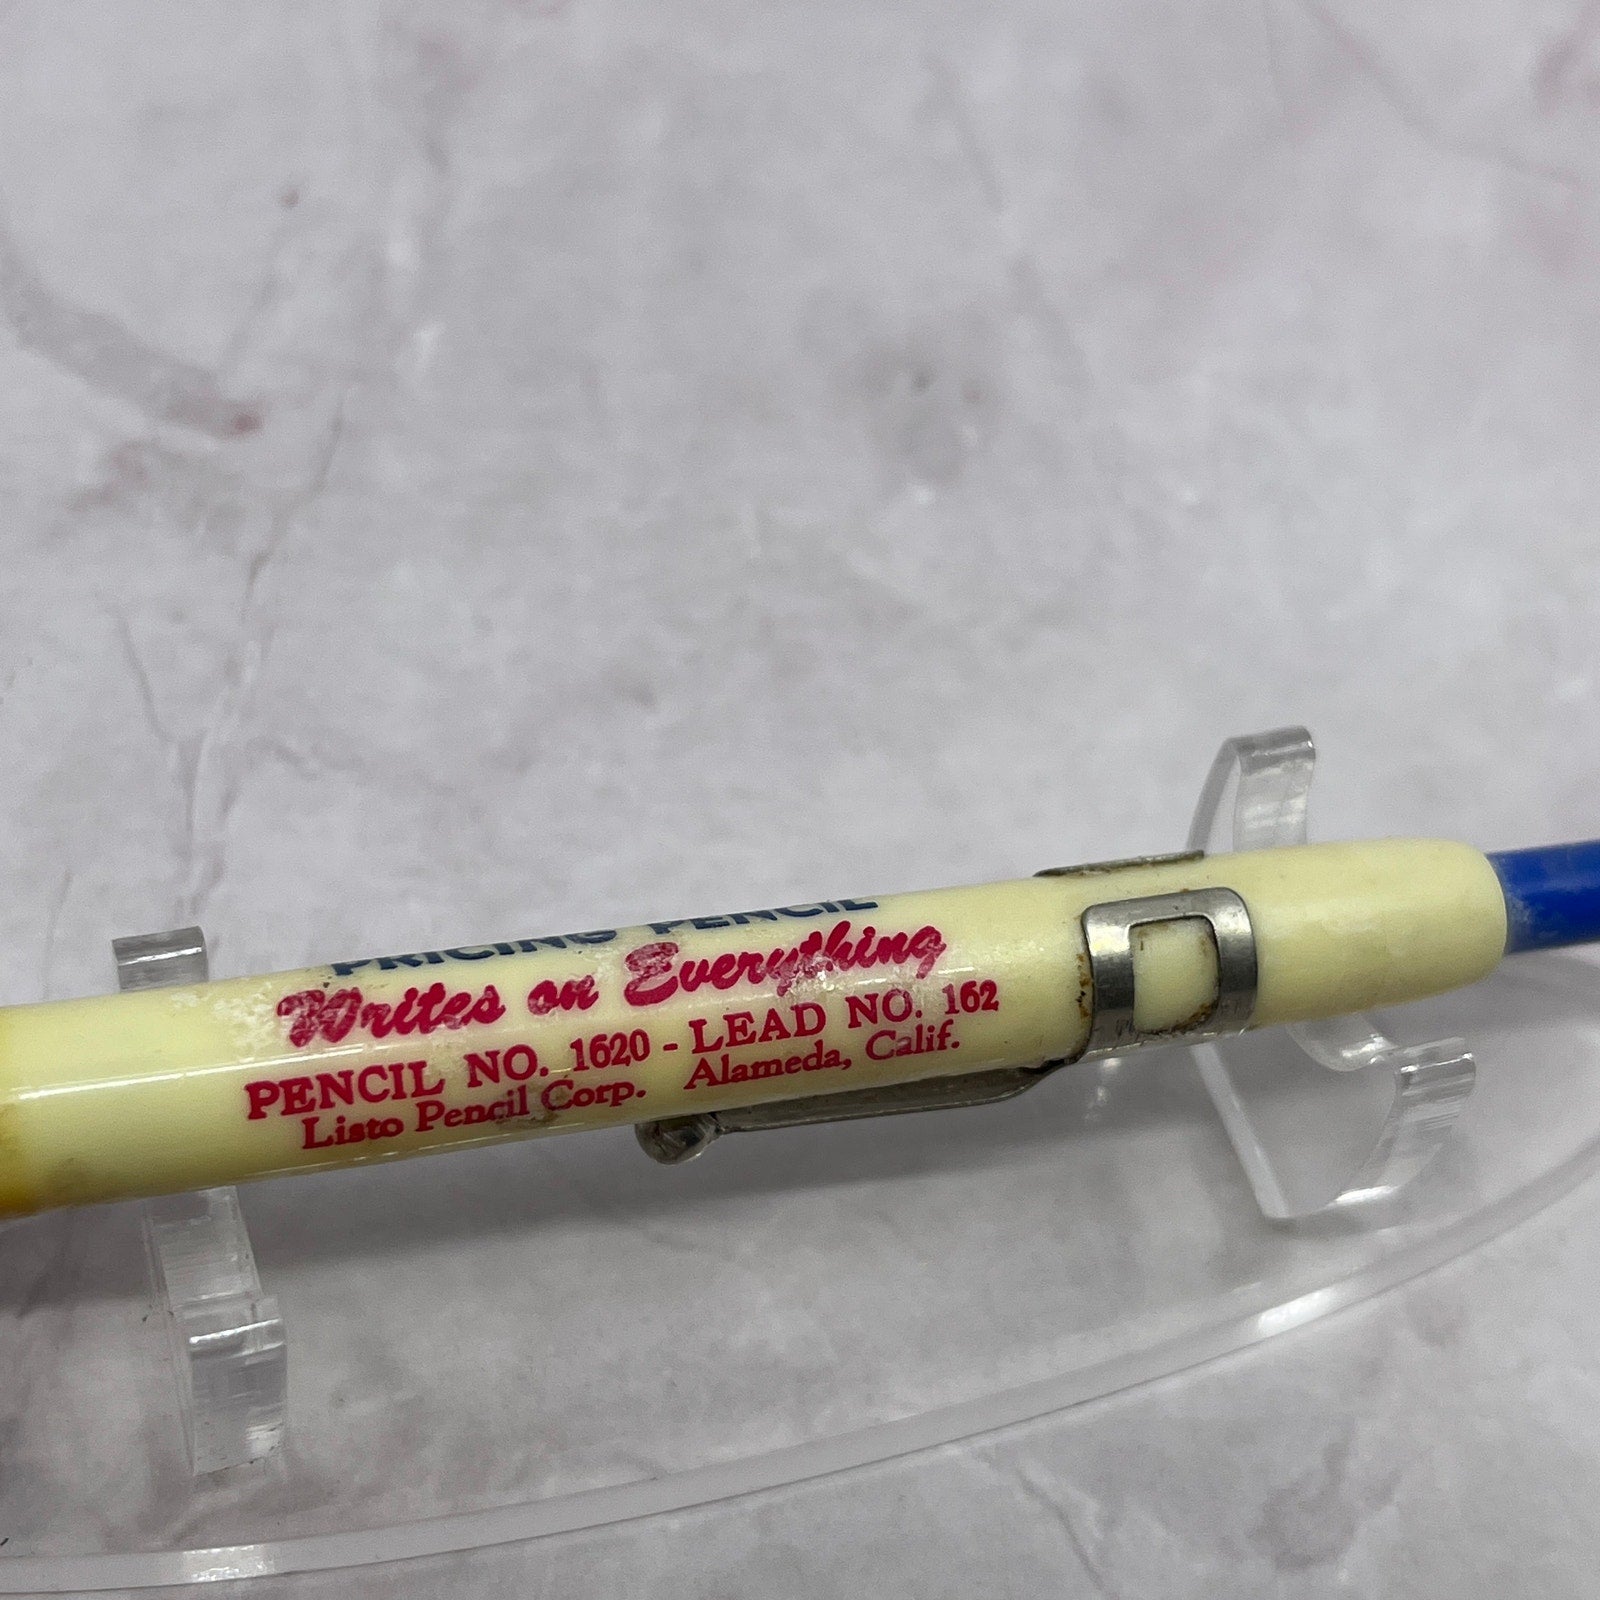 PRICING PENCIL
Writes on Everything
PENCIL NO. 1620 - LEAD NO. 162
Listo Pencil Corp. Alameda, Calif.